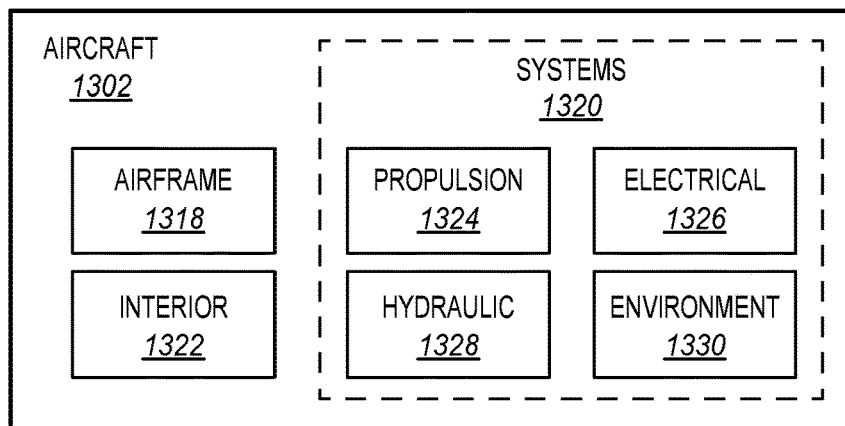 AIRCRAFT
1302
SYSTEMS
1320
AIRFRAME
1318
PROPULSION
1324
ELECTRICAL
1326
INTERIOR
1322
HYDRAULIC
1328
ENVIRONMENT
1330